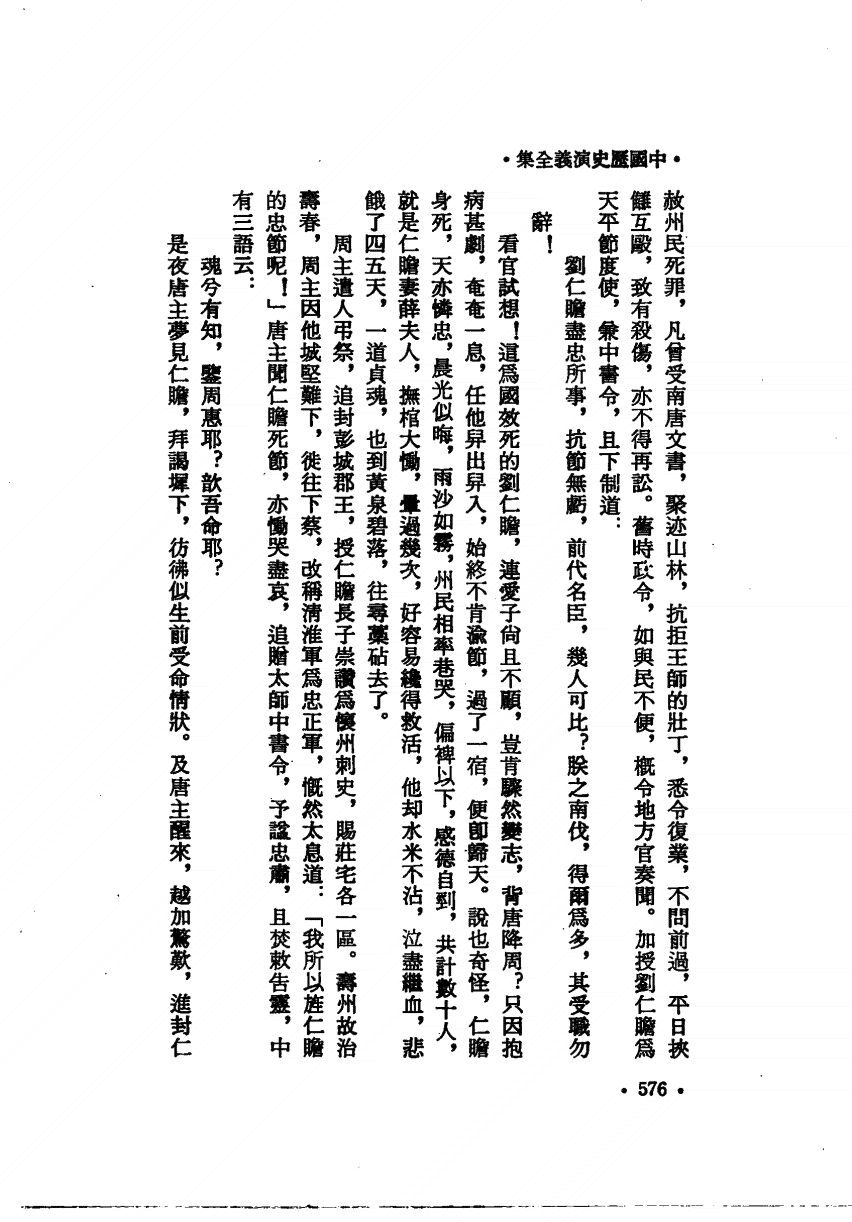 ·中國歷史演義全集·
赦州民死罪，凡曾受南唐文書，聚迹山林，抗拒王師的壯丁，悉令復業，不問前過，平日挾
讎互毆，致有殺傷，亦不得再訟。舊時政令，如與民不便，概令地方官奏聞。加授劉仁贍爲
天平節度使，兼中書令，且下制道：
劉仁贍盡忠所事，抗節無虧，前代名臣，幾人可比？朕之南伐，得爾爲多，其受職勿
辭！
看官試想！這爲國效死的劉仁贍，連愛子尙且不顧，豈肯驟然變志，背唐降周？只因抱
病甚劇，奄奄一息，任他舁出舁入，始終不肯渝節，過了一宿，便卽歸天。說也奇怪，仁贍
身死，天亦憐忠，晨光似晦，雨沙如霧，州民相率巷哭，偏裨以下，感德自剄，共計數十人，
就是仁贍妻薛夫人，撫棺大慟，暈過幾次，好容易纔得救活，他却水米不沾，泣盡繼血，悲
餓了四五天，一道貞魂，也到黃泉碧落，往尋藁砧去了。
周主遣人弔祭，追封彭城郡王，授仁贍長子崇讚爲懷州刺史，賜莊宅各一區。壽州故治
壽春，周主因他城堅難下，徙往下蔡，改稱淸淮軍爲忠正軍，慨然太息道：「我所以旌仁贍
的忠節呢！」唐主聞仁贍死節，亦慟哭盡哀，追贈太師中書令，予諡忠肅，且焚敕告靈，中
有三語云：
魂兮有知，鑒周惠耶？歆吾命耶？
是夜唐主夢見仁贍，拜謁墀下，彷彿似生前受命情狀。及唐主醒來，越加驚歎，進封仁
·576·